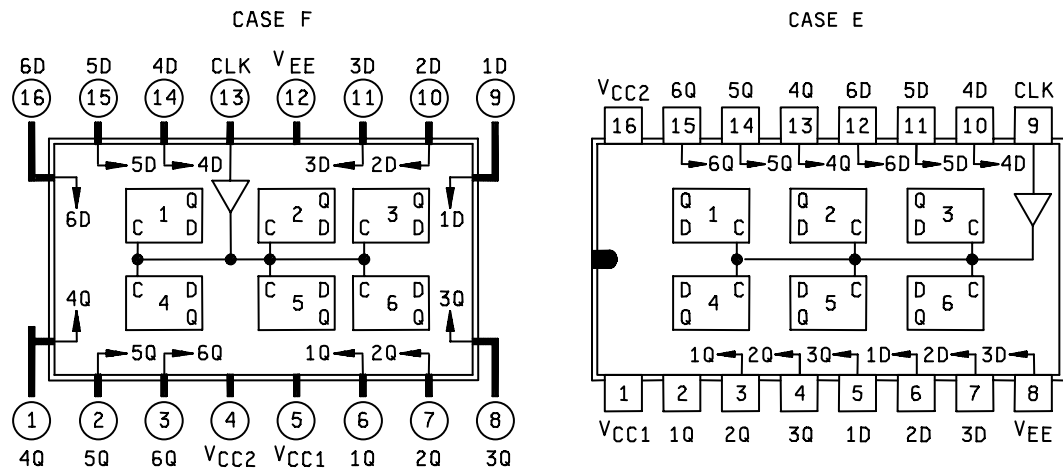 CASE F
6D 5D 4D CLK VEE 3D 2D 1D
16 15 14 13 12 11 10 9
5D 4D 3D 2D
6D 1D
1 Q C D
2 Q C D
3 Q C D
4 C D Q
5 C D Q
6 C D Q
4Q 3Q
5Q 6Q 1Q 2Q
1 2 3 4 5 6 7 8
4Q 5Q 6Q VCC2 VCC1 1Q 2Q 3Q
CASE E
VCC2 6Q 5Q 4Q 6D 5D 4D CLK
16 15 14 13 12 11 10 9
6Q 5Q 4Q 6D 5D 4D
Q 1 D C
Q 2 D C
Q 3 D C
D 4 C Q
D 5 C Q
D 6 C Q
1Q 2Q 3Q 1D 2D 3D
1 2 3 4 5 6 7 8
VCC1 1Q 2Q 3Q 1D 2D 3D VEE